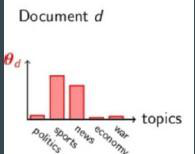 Document d
θd
topics
politics
sports
news
economy
war